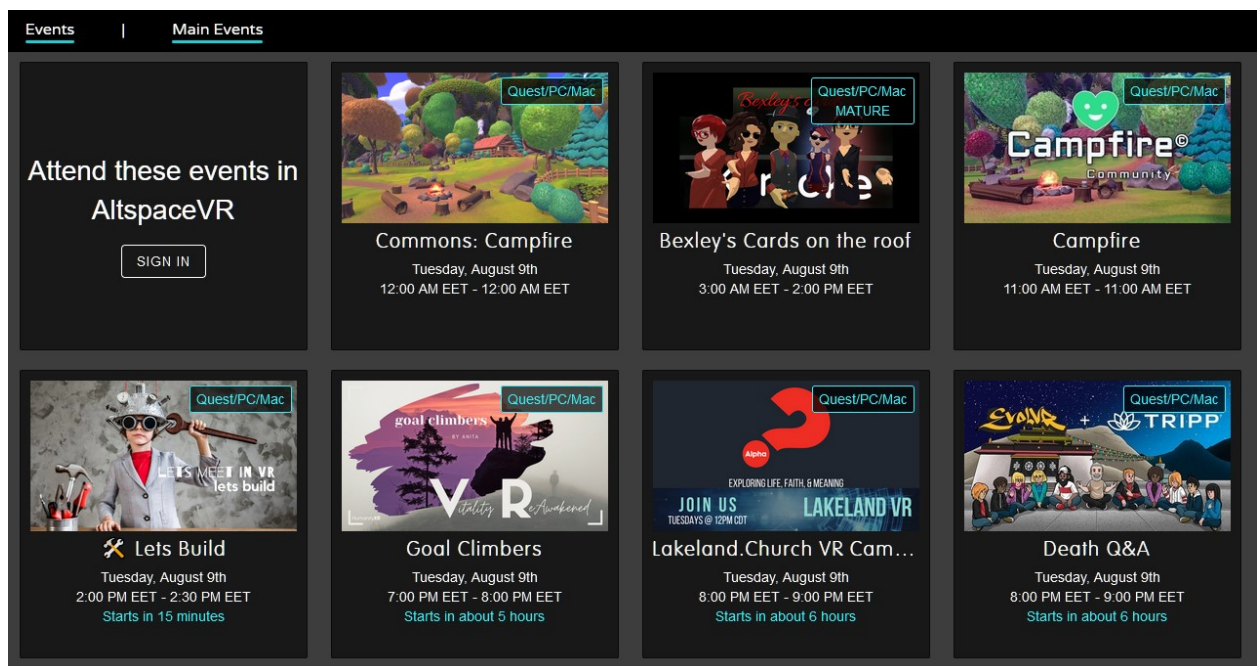 Events | Main Events
Attend these events in
AltspaceVR
SIGN IN
Quest/PC/Mac
Commons: Campfire
Tuesday, August 9th
12:00 AM EET - 12:00 AM EET
Bexley's
Quest/PC/Mac
MATURE
Bexley's Cards on the roof
Tuesday, August 9th
3:00 AM EET - 2:00 PM EET
Quest/PC/Mac
Campfire©
Community
Campfire
Tuesday, August 9th
11:00 AM EET - 11:00 AM EET
Quest/PC/Mac
LETS MEET IN VR
lets build
🛠 Lets Build
Tuesday, August 9th
2:00 PM EET - 2:30 PM EET
Starts in 15 minutes
Quest/PC/Mac
goal climbers
BY ANITA
Vitality ReAwakened
Goal Climbers
Tuesday, August 9th
7:00 PM EET - 8:00 PM EET
Starts in about 5 hours
Quest/PC/Mac
Alpha
EXPLORING LIFE, FAITH, & MEANING
JOIN US
TUESDAYS @ 12PM CDT
LAKELAND VR
Lakeland.Church VR Cam...
Tuesday, August 9th
8:00 PM EET - 9:00 PM EET
Starts in about 6 hours
Quest/PC/Mac
EVOLVR + TRIPP
Death Q&A
Tuesday, August 9th
8:00 PM EET - 9:00 PM EET
Starts in about 6 hours